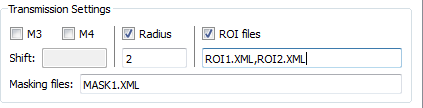 Transmission Settings
M3 M4 Radius ROI files
Shift: 2 ROI1.XML,ROI2.XML
Masking files: MASK1.XML